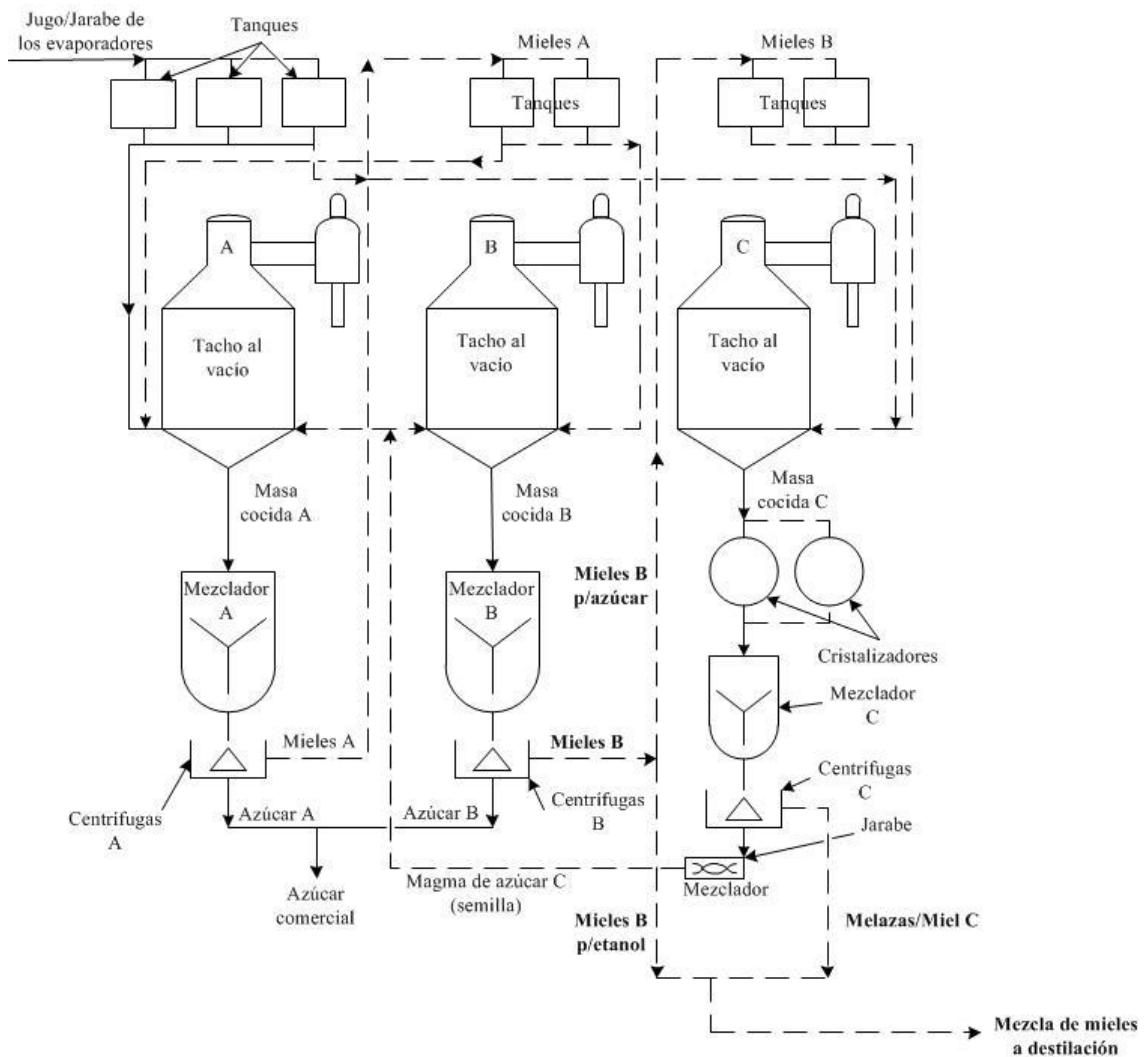 Jugo/Jarabe de
los evaporadores
Tanques
Mieles A
Mieles B
Tanques
Tanques
A
B
C
Tacho al
vacío
Tacho al
vacío
Tacho al
vacío
Masa
cocida A
Masa
cocida B
Masa
cocida C
Mezclador
A
Mezclador
B
Mieles B
p/azúcar
Cristalizadores
Mezclador
C
Mieles A
Mieles B
Centrífugas
A
Azúcar A
Azúcar B
Centrífugas
B
Centrífugas
C
Jarabe
Azúcar
comercial
Magma de azúcar C
(semilla)
Mezclador
Mieles B
p/etanol
Melazas/Miel C
Mezcla de mieles
a destilación